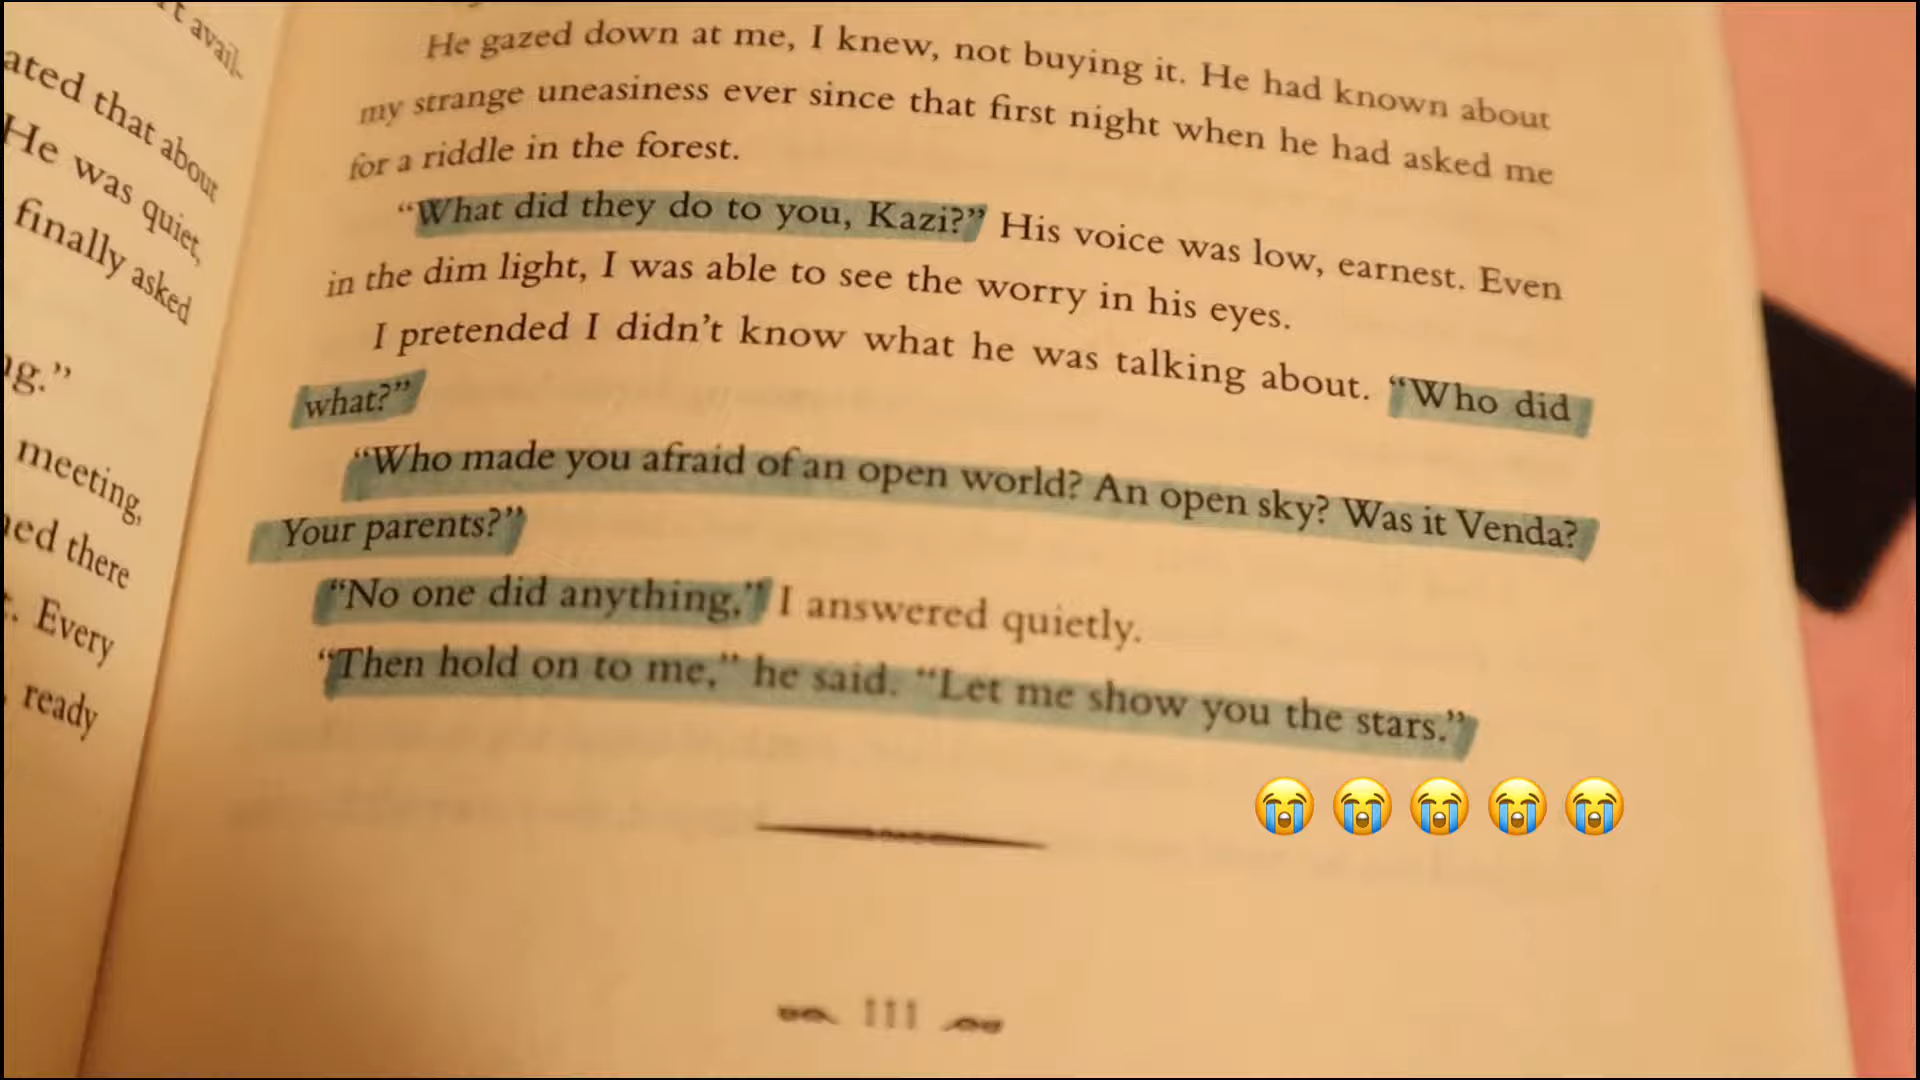 't avail-
ated that about
He was quiet,
finally asked
ng."
meeting,
ned there
Every
ready
He gazed down at me, I knew, not buying it. He had known about
my strange uneasiness ever since that first night when he had asked me
for a riddle in the forest.
"What did they do to you, Kazi?" His voice was low, earnest. Even
in the dim light, I was able to see the worry in his eyes.
I pretended I didn't know what he was talking about. "Who did
what?"
"Who made you afraid of an open world? An open sky? Was it Venda?
Your parents?"
"No one did anything," I answered quietly.
"Then hold on to me," he said. "Let me show you the stars."
😭 😭 😭 😭 😭
111